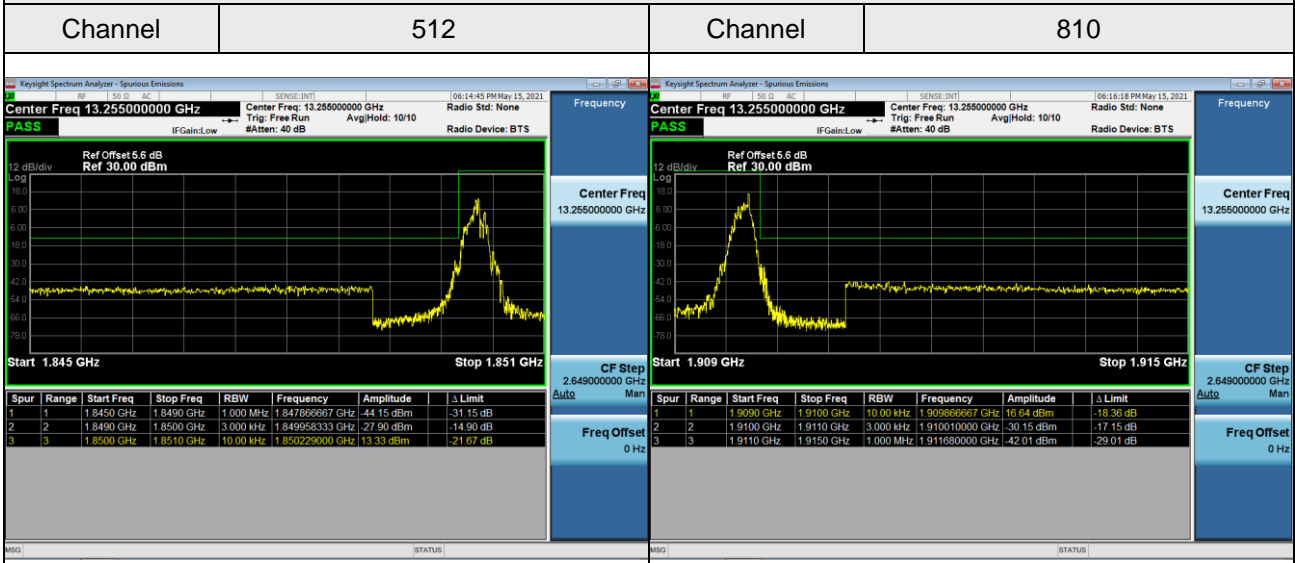 Channel 512 Channel 810
Keysight Spectrum Analyzer - Spurious Emissions
RF 50 Ω AC SENSE:INT 06:14:45 PM May 15, 2021
Center Freq 13.255000000 GHz Center Freq: 13.255000000 GHz Radio Std: None Frequency
Trig: Free Run Avg|Hold: 10/10
PASS IFGain:Low #Atten: 40 dB Radio Device: BTS
Ref Offset 5.6 dB
12 dB/div Ref 30.00 dBm
Log
18.0
6.00
-6.00
-18.0
-30.0
-42.0
-54.0
-66.0
-78.0
Start 1.845 GHz Stop 1.851 GHz
Center Freq
13.255000000 GHz
CF Step
2.649000000 GHz
Auto Man
Freq Offset
0 Hz
Spur Range Start Freq Stop Freq RBW Frequency Amplitude Δ Limit
1 1 1.8450 GHz 1.8490 GHz 1.000 MHz 1.847866667 GHz -44.15 dBm -31.15 dB
2 2 1.8490 GHz 1.8500 GHz 3.000 kHz 1.849958333 GHz -27.90 dBm -14.90 dB
3 3 1.8500 GHz 1.8510 GHz 10.00 kHz 1.850229000 GHz 13.33 dBm -21.67 dB
MSG STATUS
Keysight Spectrum Analyzer - Spurious Emissions
RF 50 Ω AC SENSE:INT 06:16:18 PM May 15, 2021
Center Freq 13.255000000 GHz Center Freq: 13.255000000 GHz Radio Std: None Frequency
Trig: Free Run Avg|Hold: 10/10
PASS IFGain:Low #Atten: 40 dB Radio Device: BTS
Ref Offset 5.6 dB
12 dB/div Ref 30.00 dBm
Log
18.0
6.00
-6.00
-18.0
-30.0
-42.0
-54.0
-66.0
-78.0
Start 1.909 GHz Stop 1.915 GHz
Center Freq
13.255000000 GHz
CF Step
2.649000000 GHz
Auto Man
Freq Offset
0 Hz
Spur Range Start Freq Stop Freq RBW Frequency Amplitude Δ Limit
1 1 1.9090 GHz 1.9100 GHz 10.00 kHz 1.909866667 GHz 16.64 dBm -18.36 dB
2 2 1.9100 GHz 1.9110 GHz 3.000 kHz 1.910010000 GHz -30.15 dBm -17.15 dB
3 3 1.9110 GHz 1.9150 GHz 1.000 MHz 1.911680000 GHz -42.01 dBm -29.01 dB
MSG STATUS